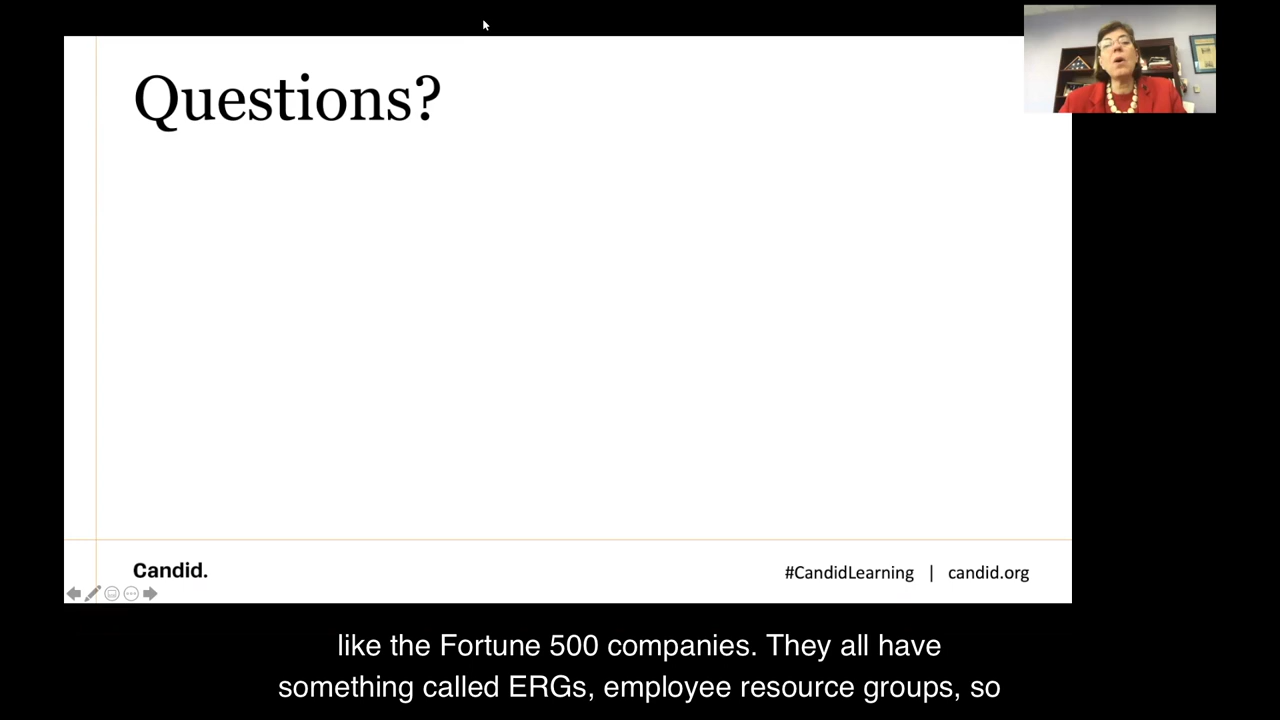 Questions?
Candid.
#CandidLearning | candid.org
like the Fortune 500 companies. They all have
something called ERGs, employee resource groups, so